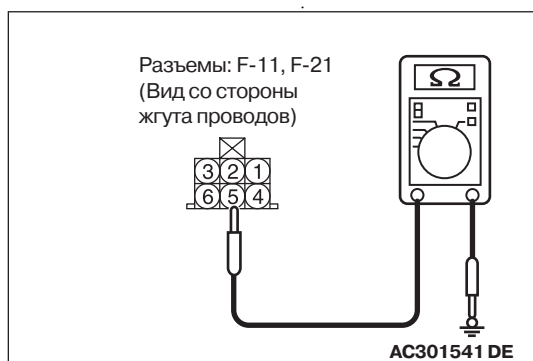 Разъемы: F-11, F-21
(Вид со стороны
жгута проводов)
Ω
3 2 1
6 5 4
AC301541 DE